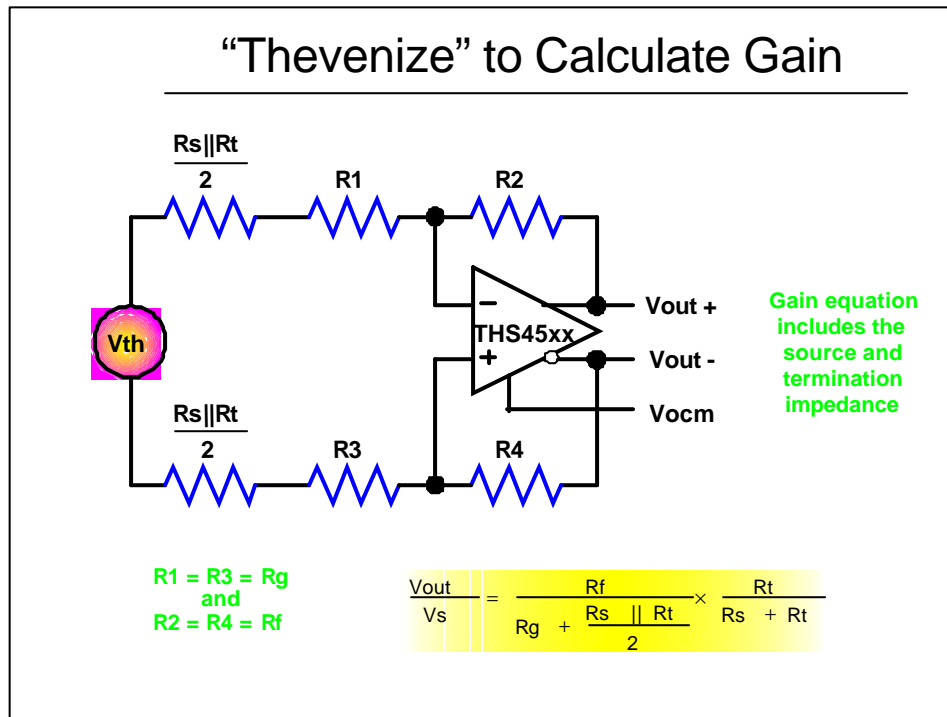 “Thevenize” to Calculate Gain
Rs||Rt
2
R1
R2
Vth
−
THS45xx
+
Vout +
Vout -
Vocm
Gain equation
includes the
source and
termination
impedance
Rs||Rt
2
R3
R4
R1 = R3 = Rg
and
R2 = R4 = Rf
Vout
Vs
=
Rf
Rg + Rs || Rt
2
×
Rt
Rs + Rt